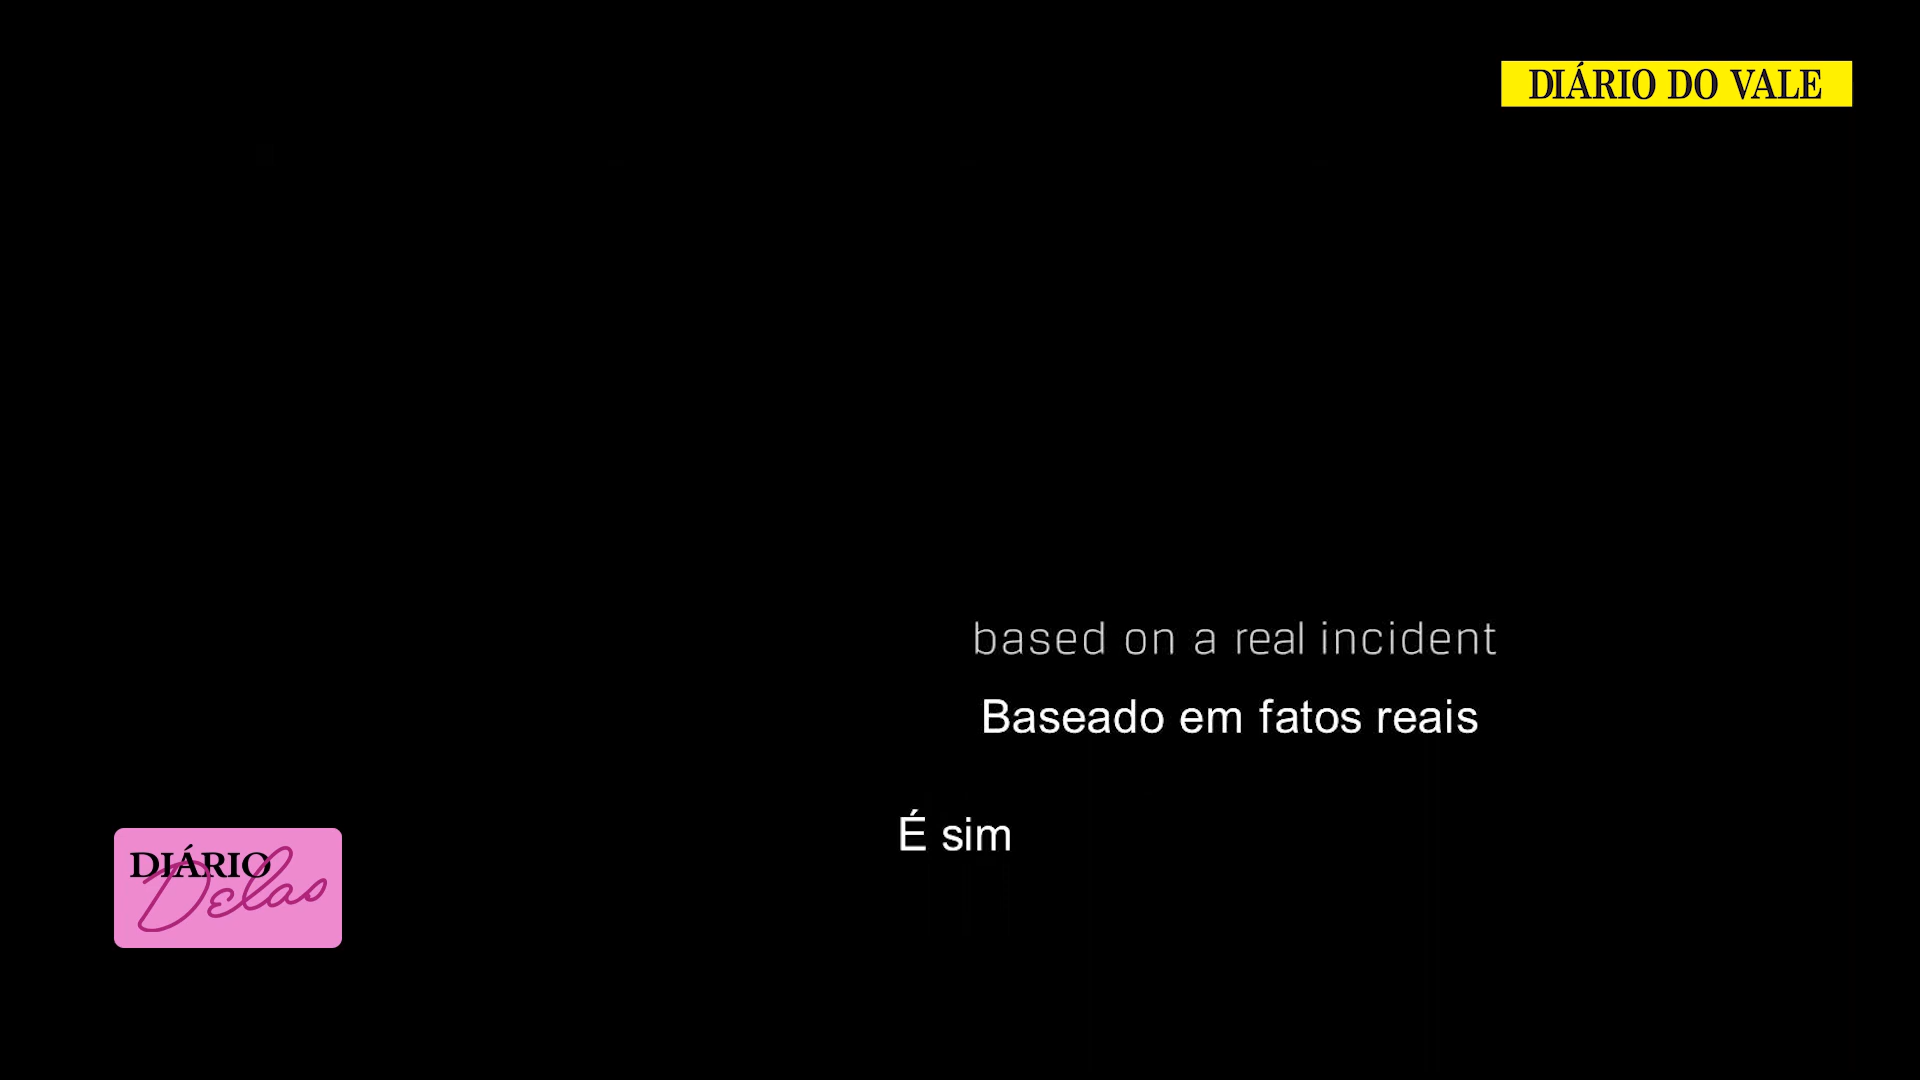 DIÁRIO DO VALE
based on a real incident
Baseado em fatos reais
É sim
DIÁRIO
Delas